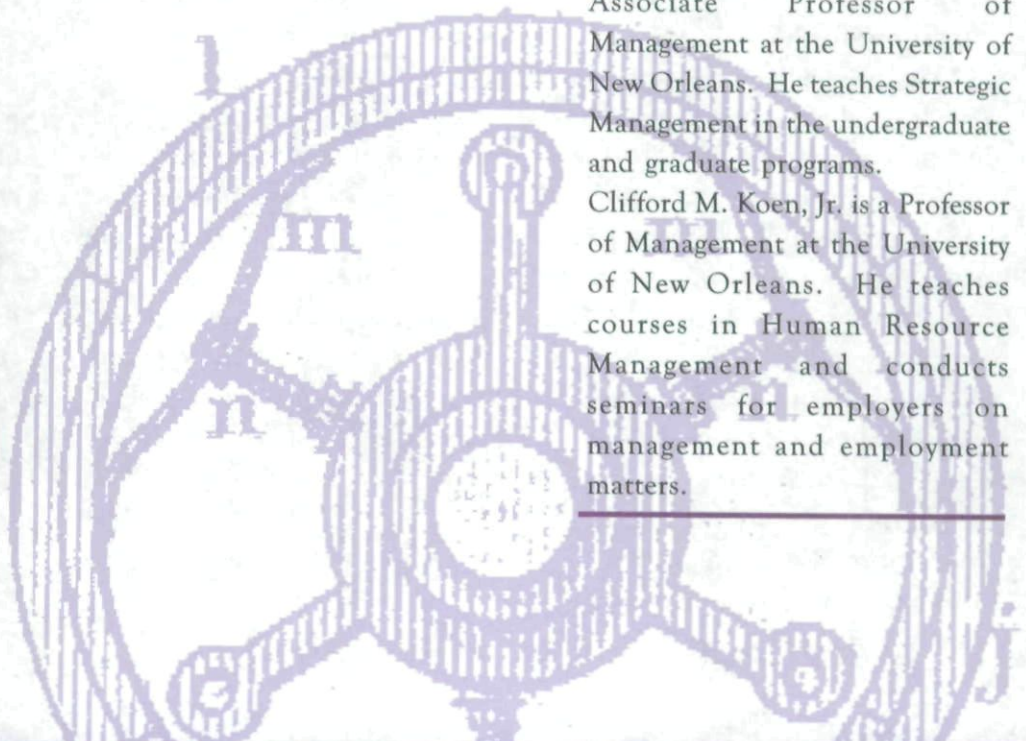 Associate Professor of
Management at the University of
New Orleans. He teaches Strategic
Management in the undergraduate
and graduate programs.
Clifford M. Koen, Jr. is a Professor
of Management at the University
of New Orleans. He teaches
courses in Human Resource
Management and conducts
seminars for employers on
management and employment
matters.
l
m
m
n
j